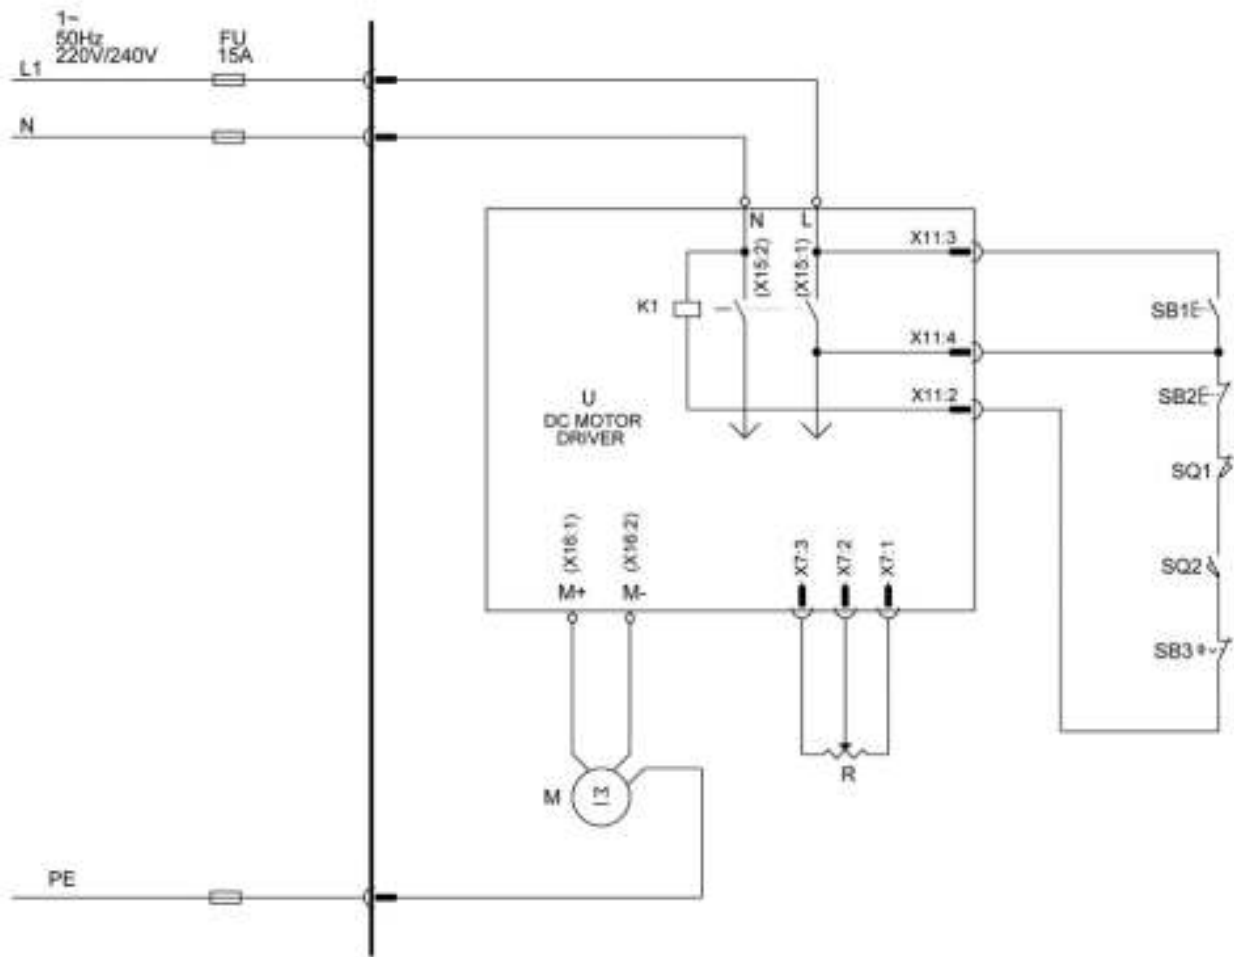 1~
50Hz
220V/240V
FU
15A
L1
N
N
L
(X15:2)
(X15:1)
X11:3
K1
SB1
X11:4
X11:2
SB2
U
DC MOTOR
DRIVER
SQ1
(X16:1)
(X16:2)
X7:3
X7:2
X7:1
SQ2
M+
M-
SB3
R
M
M
PE